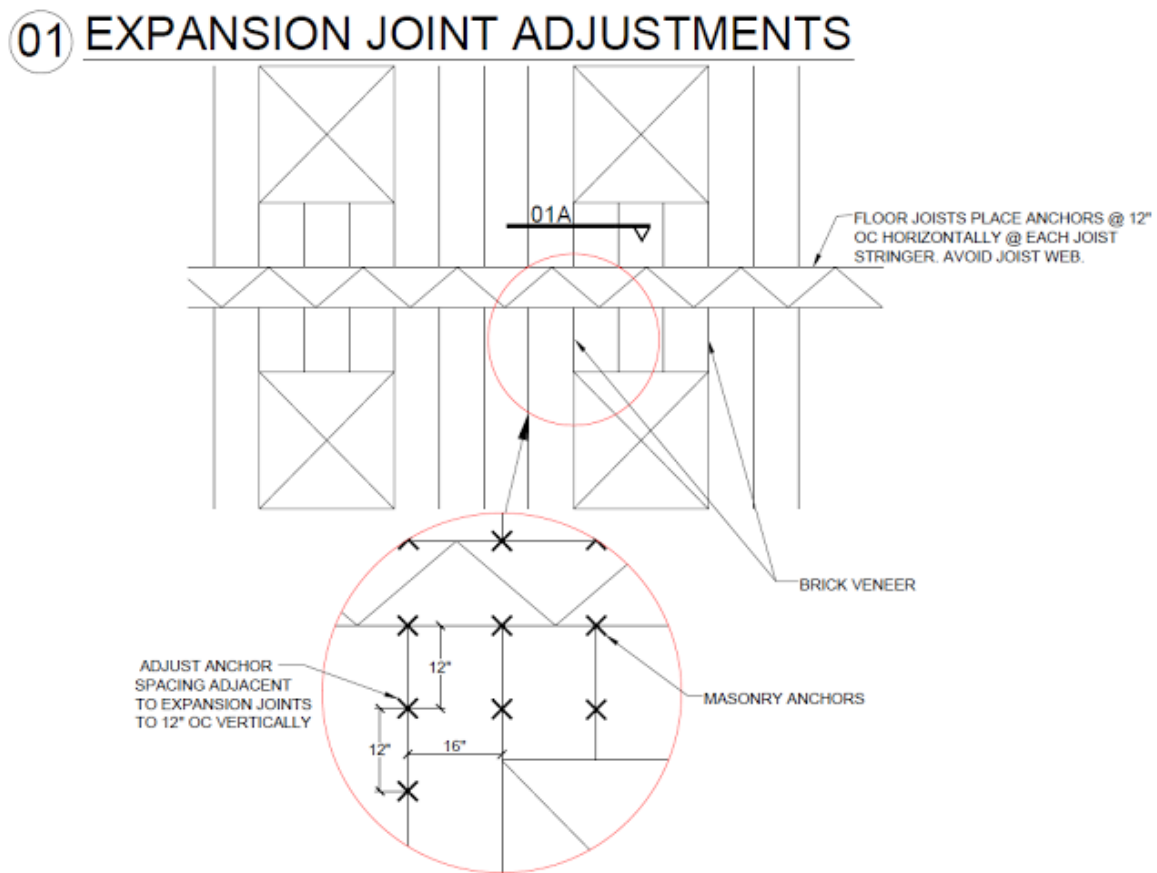 01 EXPANSION JOINT ADJUSTMENTS
01A
FLOOR JOISTS PLACE ANCHORS @ 12"
OC HORIZONTALLY @ EACH JOIST
STRINGER. AVOID JOIST WEB.
BRICK VENEER
ADJUST ANCHOR
SPACING ADJACENT
TO EXPANSION JOINTS
TO 12" OC VERTICALLY
12"
12"
16"
MASONRY ANCHORS